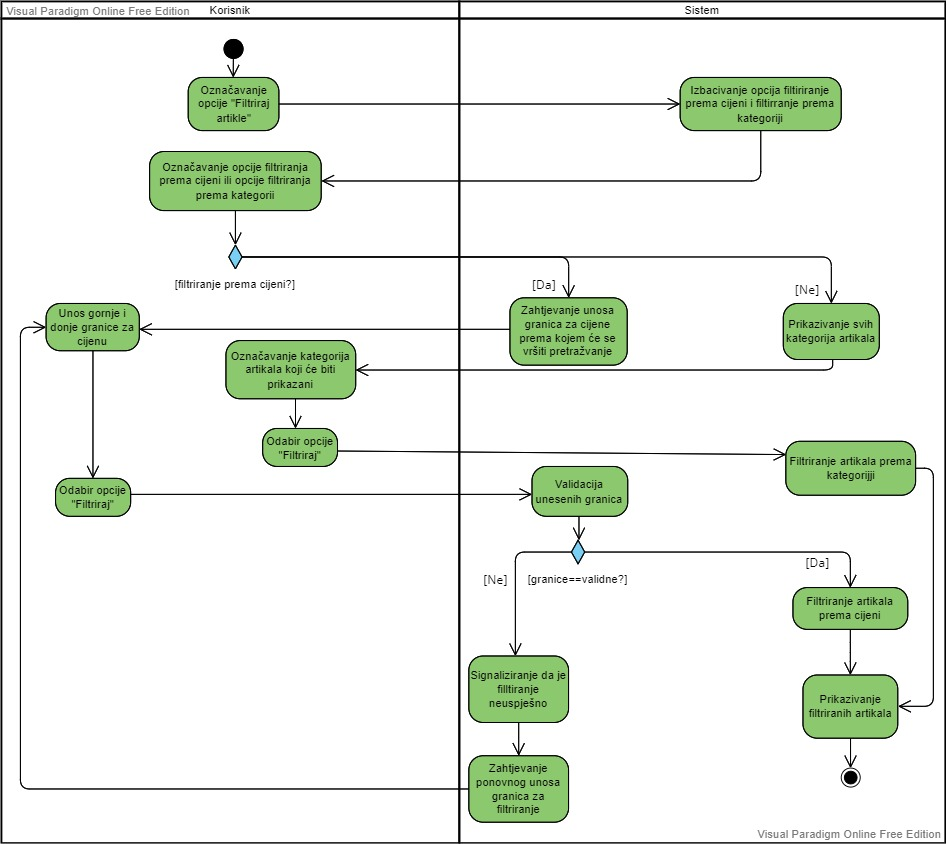 Visual Paradigm Online Free Edition
Korisnik
Sistem
Označavanje
opcije "Filtriraj
artikle"
Izbacivanje opcija filtiriranje
prema cijeni i filtirranje prema
kategoriji
Označavanje opcije filtriranja
prema cijeni ili opcije filtriranja
prema kategorii
[filtriranje prema cijeni?]
[Da]
[Ne]
Unos gornje i
donje granice za
cijenu
Zahtjevanje unosa
granica za cijene
prema kojem će se
vršiti pretražvanje
Prikazivanje svih
kategorija artikala
Označavanje kategorija
artikala koji će biti
prikazani
Odabir opcije
"Filtriraj"
Filtriranje artikala prema
kategorijji
Odabir opcije
"Filtriraj"
Validacija
unesenih granica
[Ne]
[granice==validne?]
[Da]
Filtriranje artikala
prema cijeni
Signaliziranje da je
filltiranje
neuspješno
Prikazivanje
filtriranih artikala
Zahtjevanje
ponovnog unosa
granica za
filtriranje
Visual Paradigm Online Free Edition